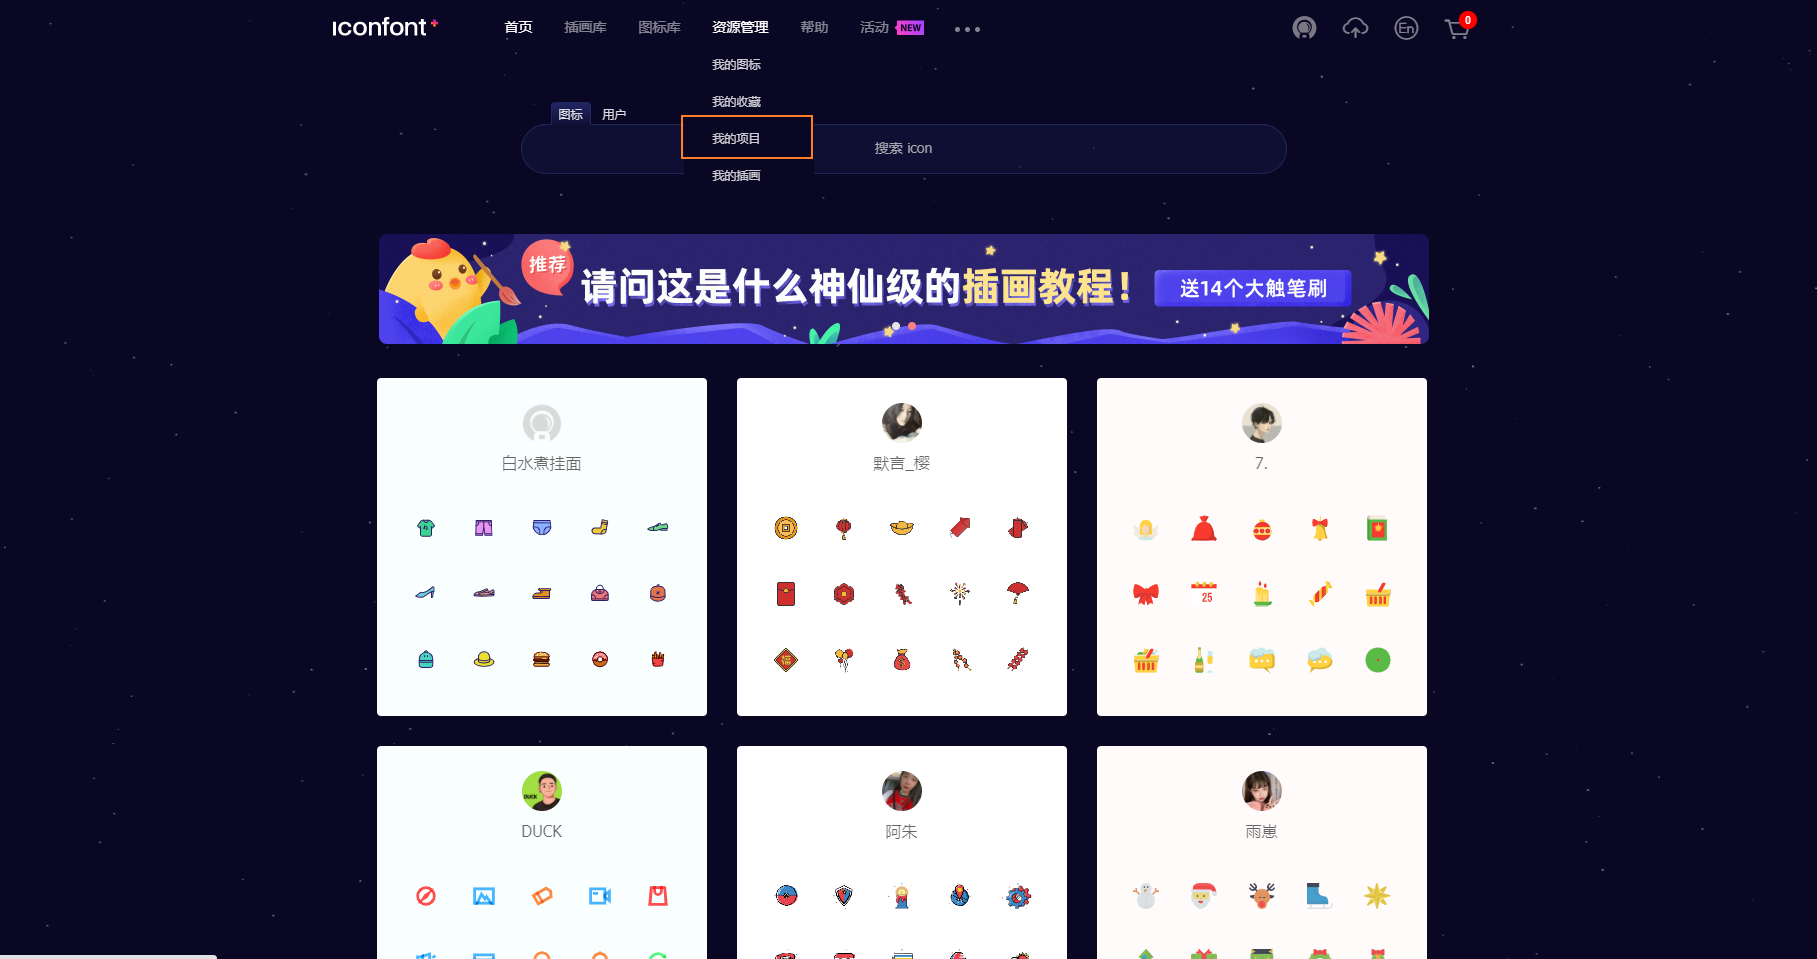 iconfont+
首页 插画库 图标库 资源管理 帮助 活动 NEW
En
0
我的图标
我的收藏
我的项目
我的插画
图标 用户
搜索 icon
推荐
请问这是什么神仙级的插画教程!
送14个大触笔刷
白水煮挂面
默言_樱
7.
25
福
DUCK
DUCK
阿朱
雨崽